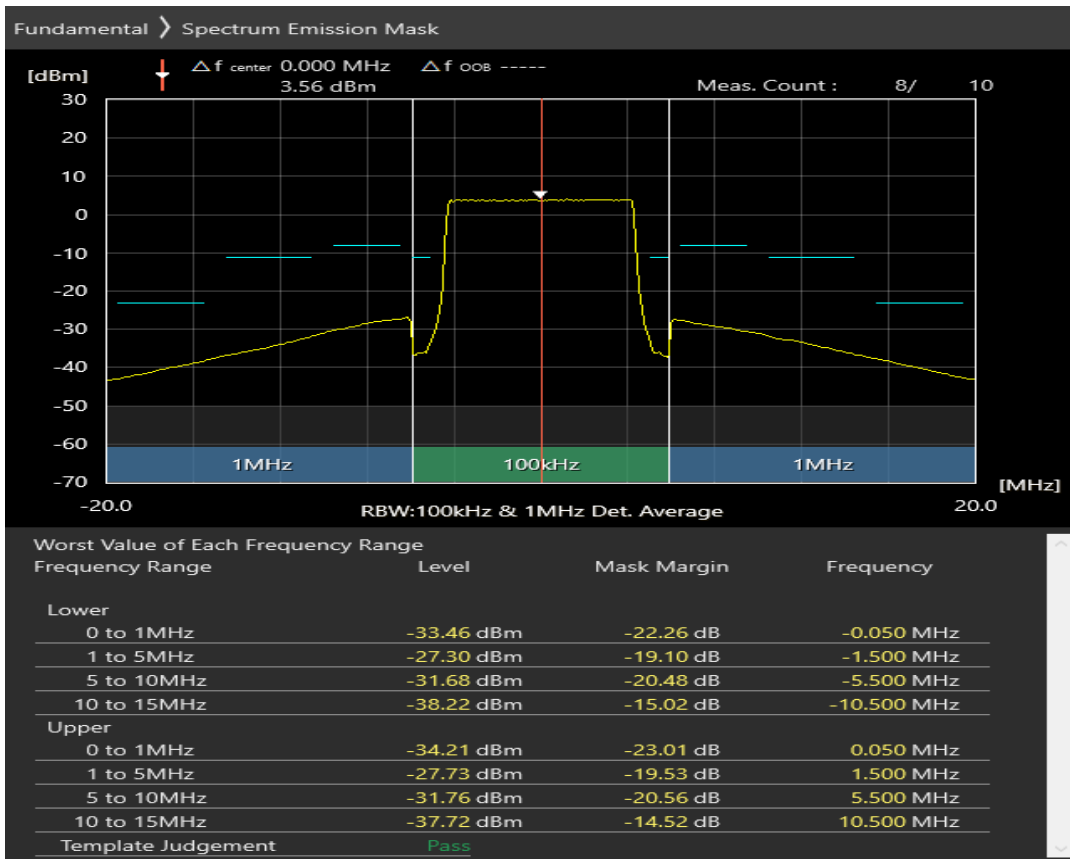 Fundamental ❯ Spectrum Emission Mask
[dBm] △f center 0.000 MHz △f OOB -----
3.56 dBm Meas. Count : 8/ 10
30
20
10
0
-10
-20
-30
-40
-50
-60
1MHz 100kHz 1MHz
-70 [MHz]
-20.0 RBW:100kHz & 1MHz Det. Average 20.0
Worst Value of Each Frequency Range
Frequency Range Level Mask Margin Frequency
Lower
0 to 1MHz -33.46 dBm -22.26 dB -0.050 MHz
1 to 5MHz -27.30 dBm -19.10 dB -1.500 MHz
5 to 10MHz -31.68 dBm -20.48 dB -5.500 MHz
10 to 15MHz -38.22 dBm -15.02 dB -10.500 MHz
Upper
0 to 1MHz -34.21 dBm -23.01 dB 0.050 MHz
1 to 5MHz -27.73 dBm -19.53 dB 1.500 MHz
5 to 10MHz -31.76 dBm -20.56 dB 5.500 MHz
10 to 15MHz -37.72 dBm -14.52 dB 10.500 MHz
Template Judgement Pass